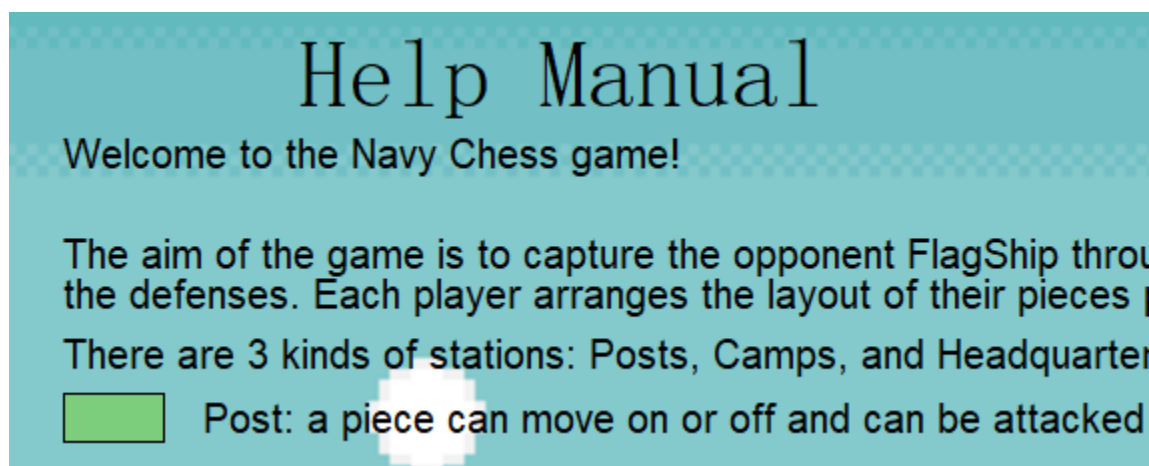 Help Manual
Welcome to the Navy Chess game!
The aim of the game is to capture the opponent FlagShip
the defenses. Each player arranges the layout of their pieces
There are 3 kinds of stations: Posts, Camps, and
Post: a piece can move on or off and can be attacked